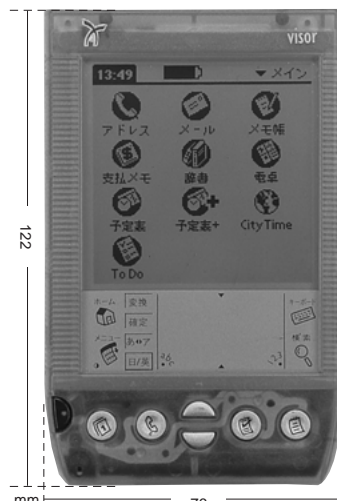 VISOR
13:49 メイン
アドレス メール メモ帳
支払メモ 辞書 電卓
予定表 予定表+ CityTime
To Do
122
ホーム 変換 キーボード
確定
メニュー あ⇔ア 検索
日/英
mm